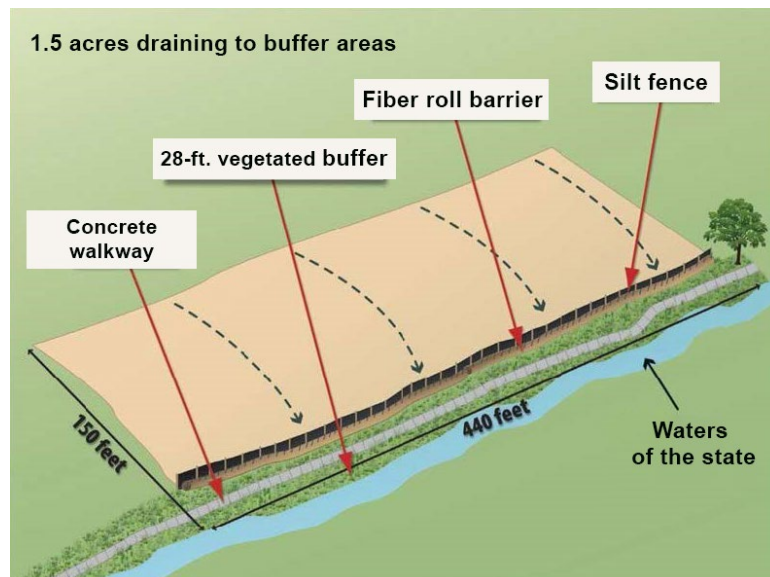 1.5 acres draining to buffer areas
Silt fence
Fiber roll barrier
28-ft. vegetated buffer
Concrete
walkway
150 feet
440 feet
Waters
of the state